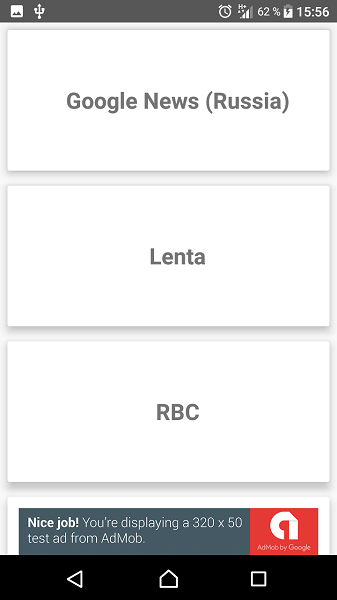 H+ 62 % 15:56
Google News (Russia)
Lenta
RBC
Nice job! You're displaying a 320 x 50
test ad from AdMob.
AdMob by Google